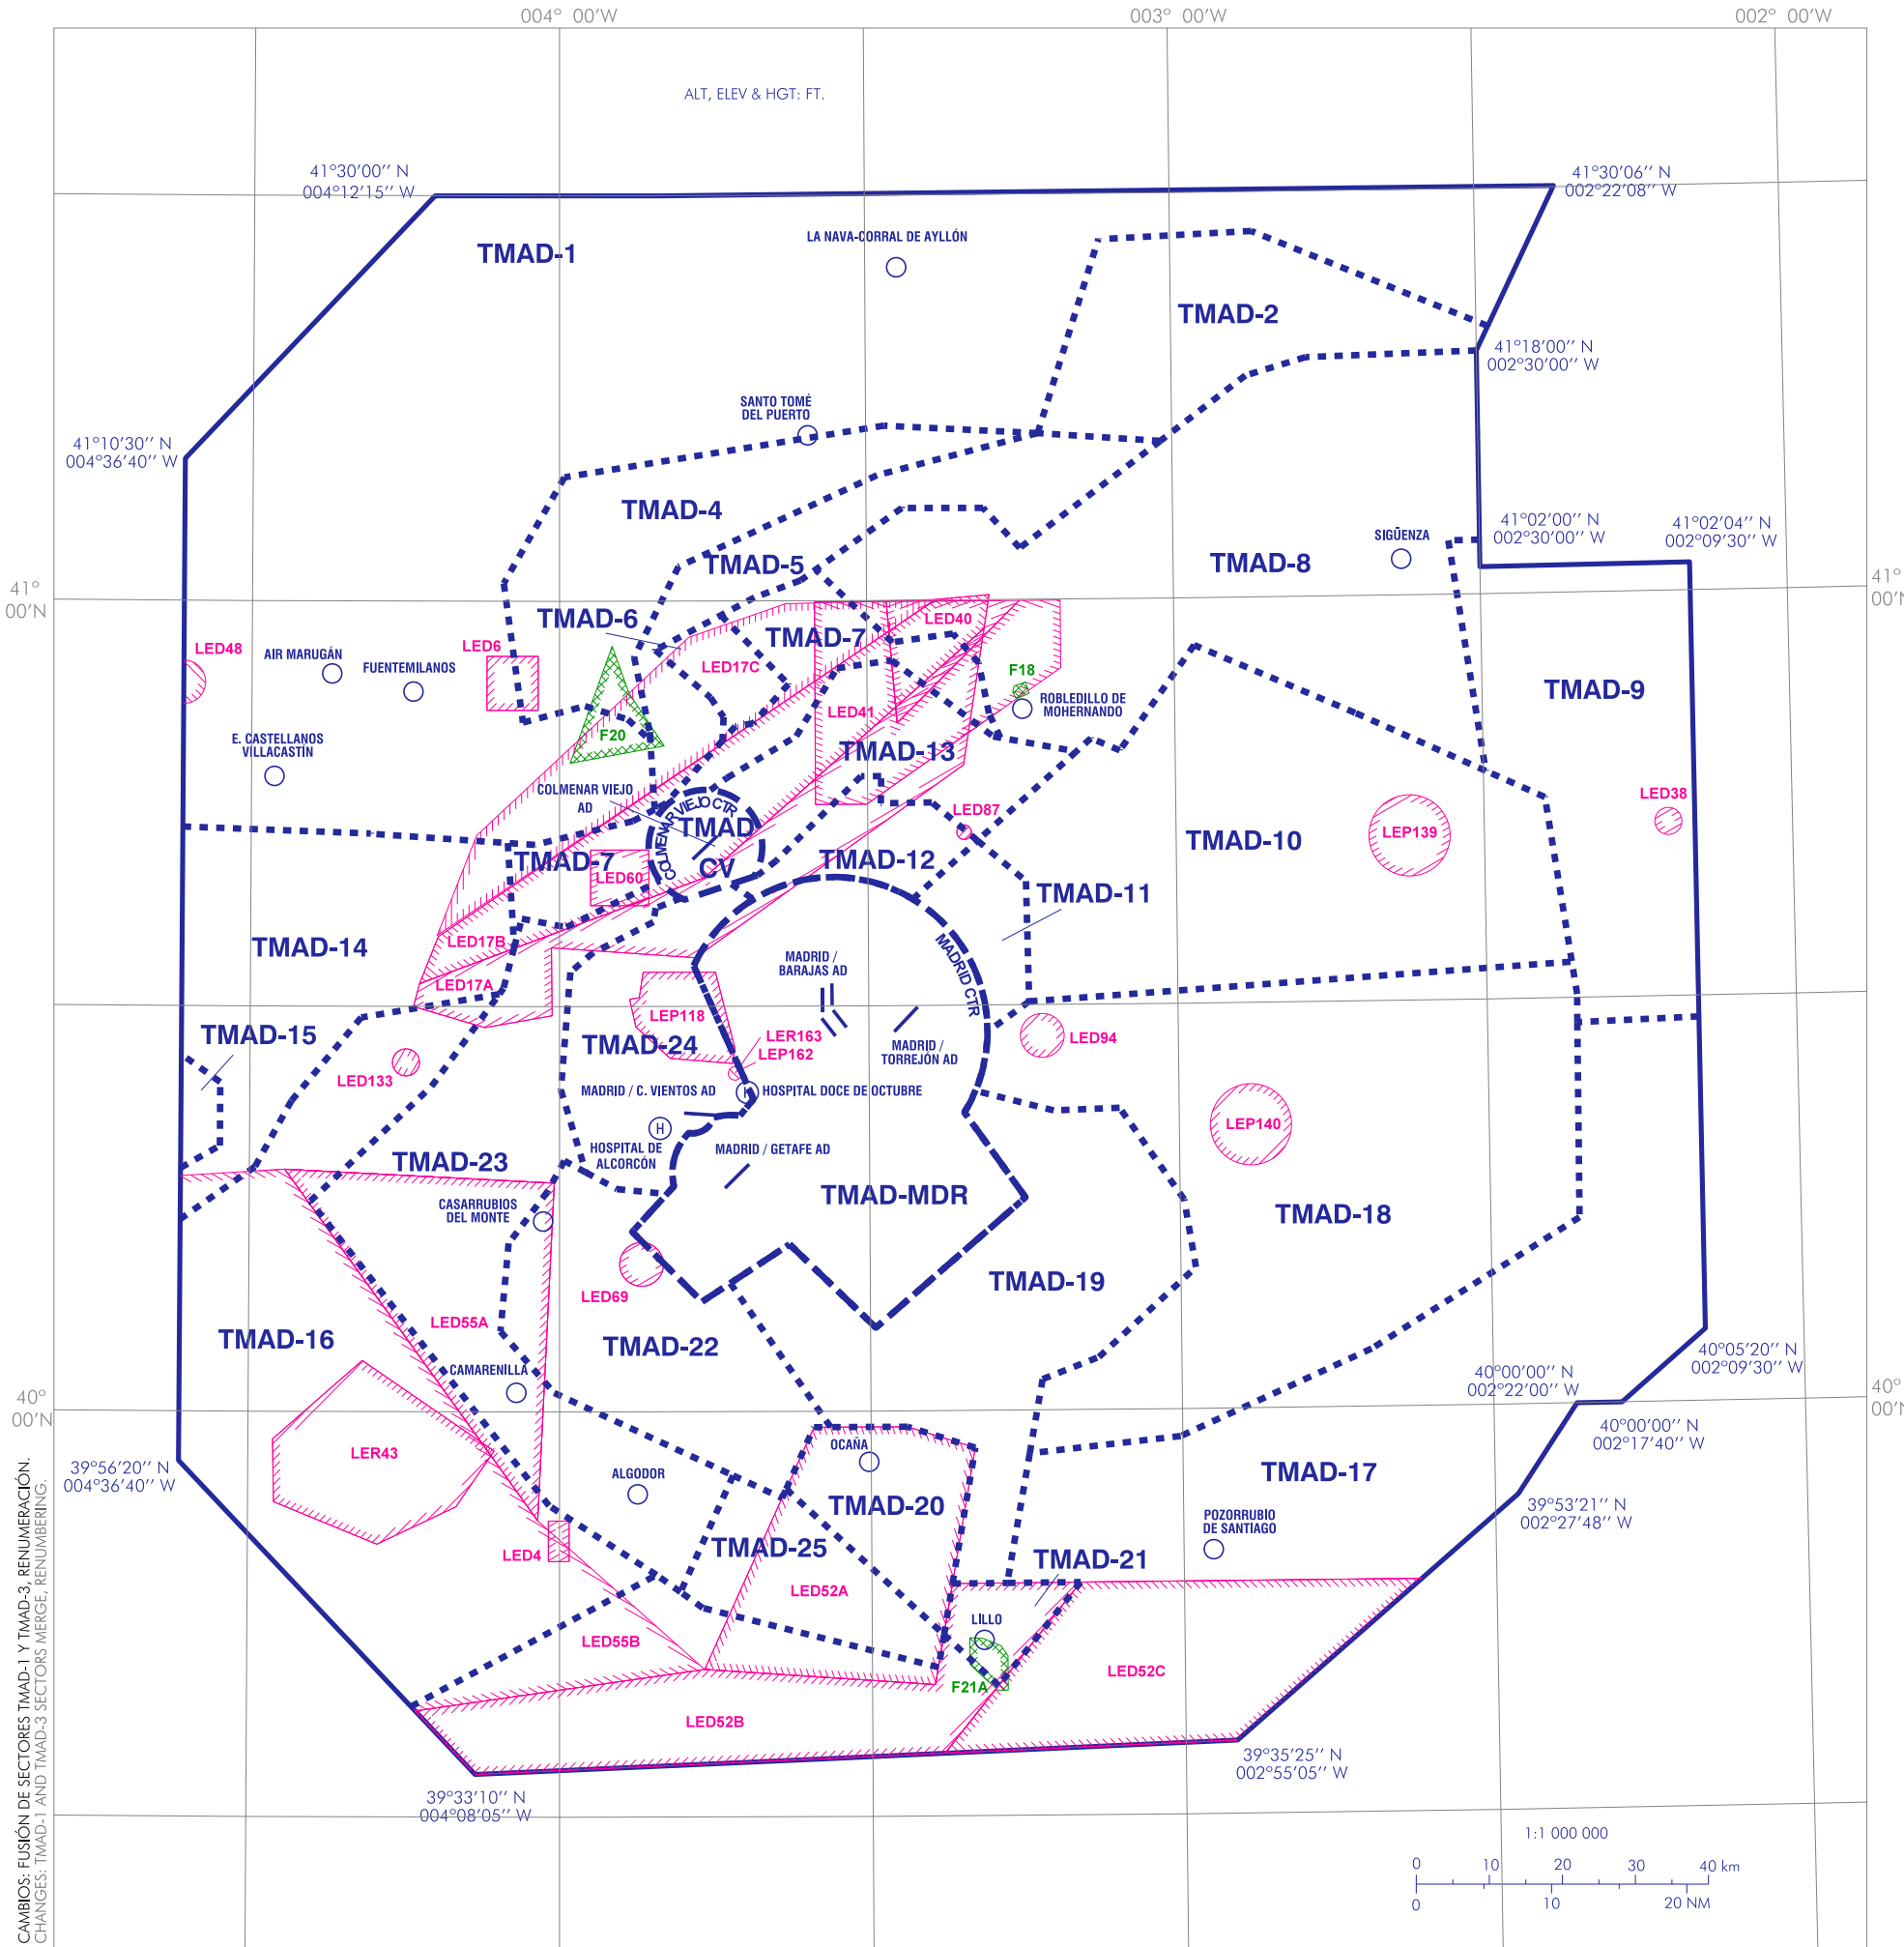 004° 00’W
003° 00’W
002° 00’W
ALT, ELEV & HGT: FT.
41°30’00’’ N
004°12’15’’ W
41°30’06’’ N
002°22’08’’ W
TMAD-1
LA NAVA-CORRAL DE AYLLÓN
TMAD-2
41°18’00’’ N
002°30’00’’ W
SANTO TOMÉ
DEL PUERTO
41°10’30’’ N
004°36’40’’ W
TMAD-4
41°02’00’’ N
002°30’00’’ W
41°02’04’’ N
002°09’30’’ W
SIGÜENZA
TMAD-5
TMAD-8
41°
00’N
41°
00’N
TMAD-6
LED40
TMAD-7
LED48
LED6
AIR MARUGÁN
FUENTEMILANOS
LED17C
F18
ROBLEDILLO DE
MOHERNANDO
TMAD-9
LED41
F20
E. CASTELLANOS
VILLACASTÍN
TMAD-13
COLMENAR VIEJO
AD
COLMENAR VIEJO CTR
LED38
LED87
TMAD
CV
LEP139
TMAD-10
TMAD-7
TMAD-12
LED60
TMAD-11
TMAD-14
LED17B
MADRID CTR
MADRID /
BARAJAS AD
LED17A
LEP118
TMAD-15
LER163
LEP162
LED94
TMAD-24
MADRID /
TORREJÓN AD
LED133
MADRID / C. VIENTOS AD
H
HOSPITAL DOCE DE OCTUBRE
H
LEP140
HOSPITAL DE
ALCORCÓN
MADRID / GETAFE AD
TMAD-23
TMAD-MDR
CASARRUBIOS
DEL MONTE
TMAD-18
TMAD-19
LED69
LED55A
TMAD-16
TMAD-22
40°05’20’’ N
002°09’30’’ W
CAMARENILLA
40°00’00’’ N
002°22’00’’ W
40°
00’N
40°
00’N
40°00’00’’ N
002°17’40’’ W
LER43
OCAÑA
39°56’20’’ N
004°36’40’’ W
ALGODOR
TMAD-17
TMAD-20
39°53’21’’ N
002°27’48’’ W
POZORRUBIO
DE SANTIAGO
TMAD-25
LED4
TMAD-21
LED52A
LILLO
LED55B
LED52C
F21A
LED52B
39°35’25’’ N
002°55’05’’ W
39°33’10’’ N
004°08’05’’ W
1:1 000 000
0 10 20 30 40 km
0 10 20 NM
CAMBIOS: FUSIÓN DE SECTORES TMAD-1 Y TMAD-3, RENUMERACIÓN.
CHANGES: TMAD-1 AND TMAD-3 SECTORS MERGE, RENUMBERING.